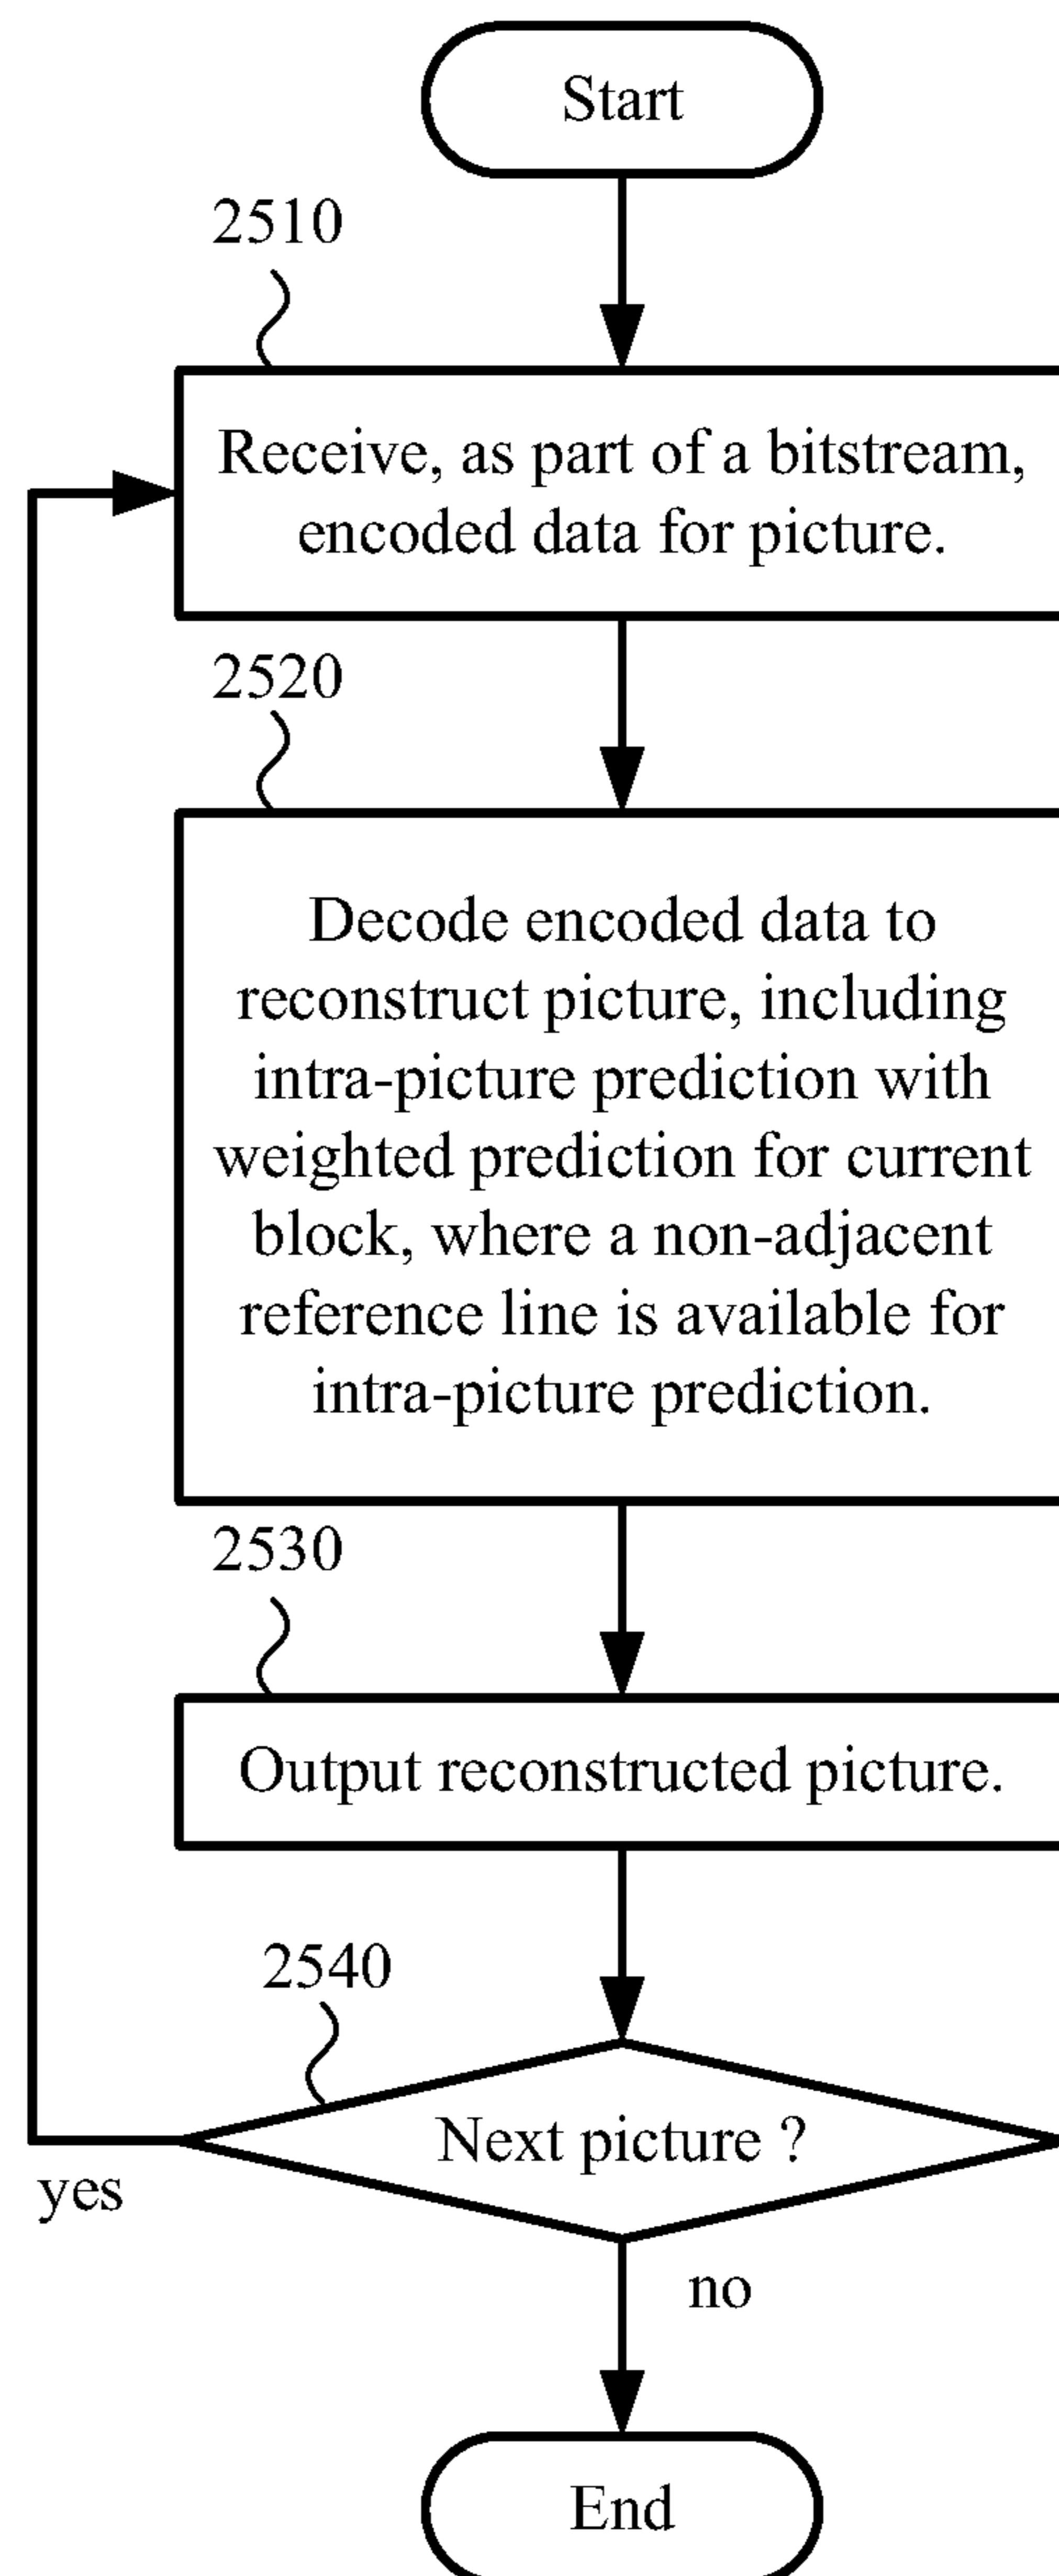 Start
2510
Receive, as part of a bitstream,
encoded data for picture.
2520
Decode encoded data to
reconstruct picture, including
intra-picture prediction with
weighted prediction for current
block, where a non-adjacent
reference line is available for
intra-picture prediction.
2530
Output reconstructed picture.
2540
Next picture ?
yes
no
End